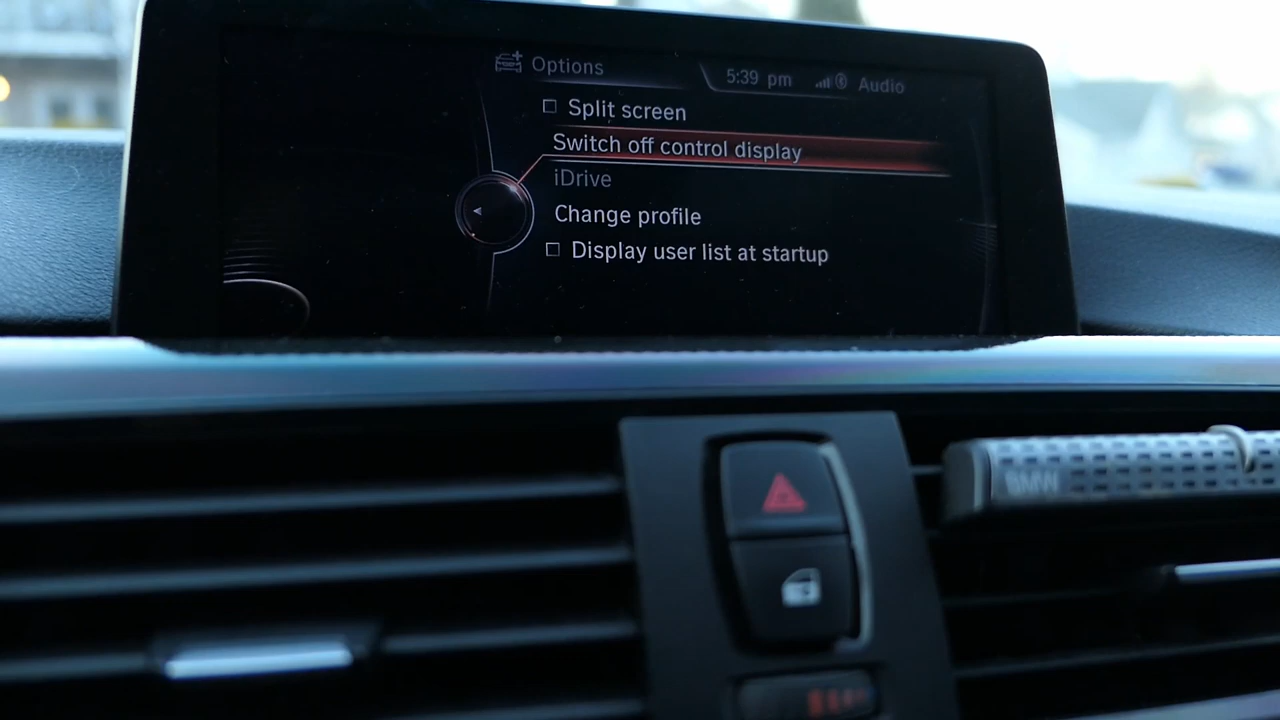 Options
5:39 pm
Audio
Split screen
Switch off control display
iDrive
Change profile
Display user list at startup
BMW